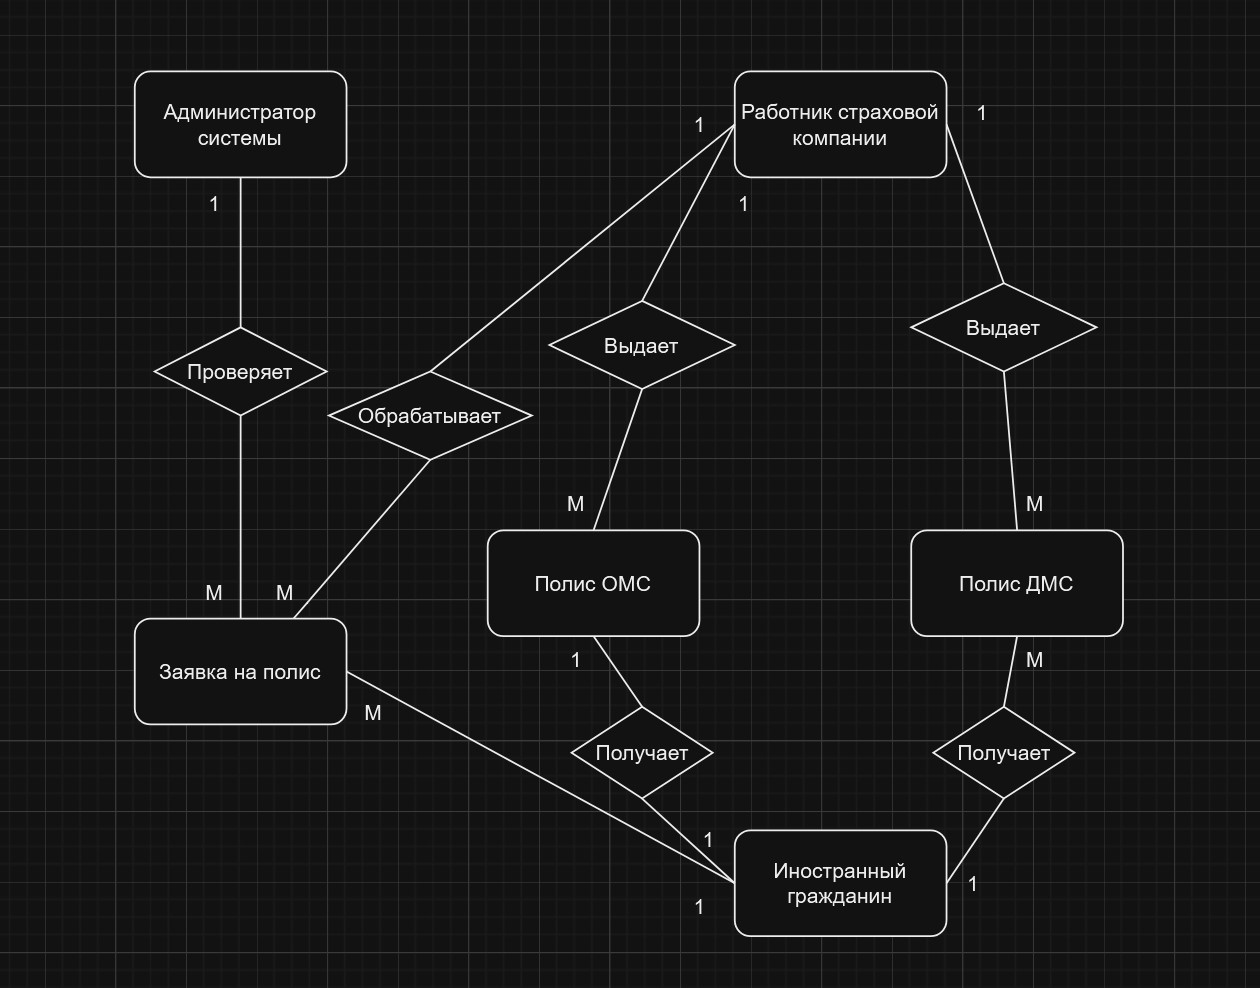 Администратор
системы
1
Работник страховой
компании
1
1
1
Проверяет
Обрабатывает
Выдает
Выдает
М
М
М
М
Полис ОМС
Полис ДМС
Заявка на полис
М
1
М
Получает
Получает
1
1
Иностранный
гражданин
1